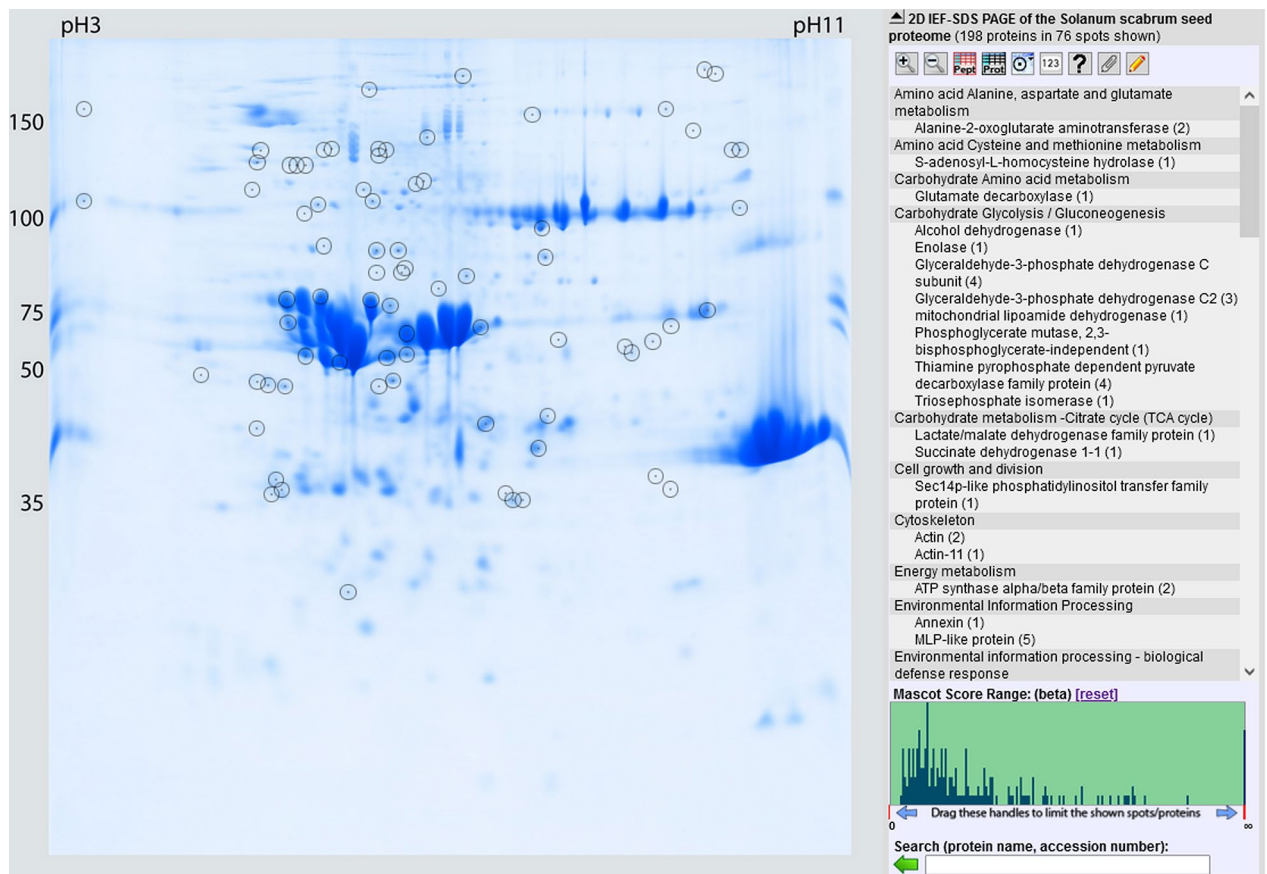 pH3
pH11
150
100
75
50
35
2D IEF-SDS PAGE of the Solanum scabrum seed
proteome (198 proteins in 76 spots shown)
Pept
Prot
123
?
Amino acid Alanine, aspartate and glutamate
metabolism
Alanine-2-oxoglutarate aminotransferase (2)
Amino acid Cysteine and methionine metabolism
S-adenosyl-L-homocysteine hydrolase (1)
Carbohydrate Amino acid metabolism
Glutamate decarboxylase (1)
Carbohydrate Glycolysis / Gluconeogenesis
Alcohol dehydrogenase (1)
Enolase (1)
Glyceraldehyde-3-phosphate dehydrogenase C
subunit (4)
Glyceraldehyde-3-phosphate dehydrogenase C2 (3)
mitochondrial lipoamide dehydrogenase (1)
Phosphoglycerate mutase, 2,3-
bisphosphoglycerate-independent (1)
Thiamine pyrophosphate dependent pyruvate
decarboxylase family protein (4)
Triosephosphate isomerase (1)
Carbohydrate metabolism -Citrate cycle (TCA cycle)
Lactate/malate dehydrogenase family protein (1)
Succinate dehydrogenase 1-1 (1)
Cell growth and division
Sec14p-like phosphatidylinositol transfer family
protein (1)
Cytoskeleton
Actin (2)
Actin-11 (1)
Energy metabolism
ATP synthase alpha/beta family protein (2)
Environmental Information Processing
Annexin (1)
MLP-like protein (5)
Environmental information processing - biological
defense response
Mascot Score Range: (beta) [reset]
Drag these handles to limit the shown spots/proteins
0
∞
Search (protein name, accession number):